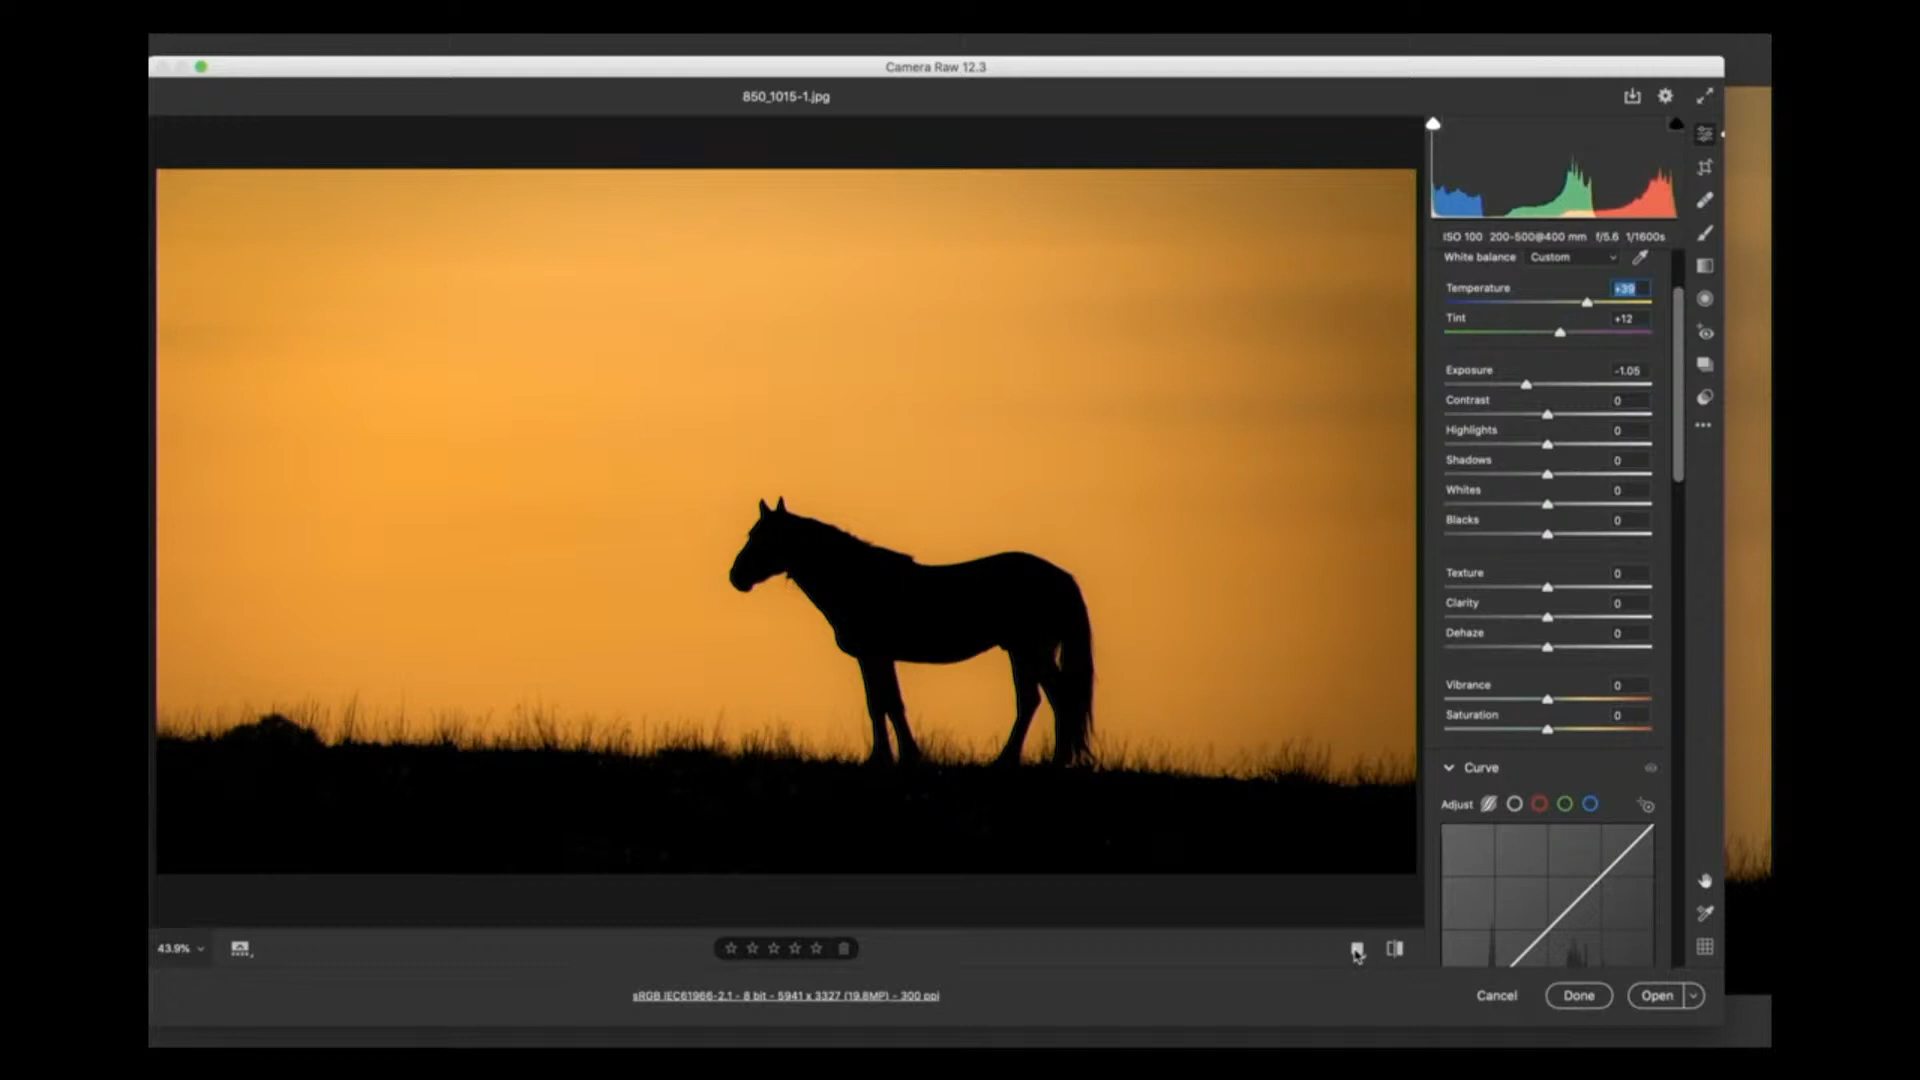 Camera Raw 12.3
850_1015-1.jpg
ISO 100 200-500@400 mm f/5.6 1/1600s
White balance Custom
Temperature +39
Tint +12
Exposure -1.05
Contrast 0
Highlights 0
Shadows 0
Whites 0
Blacks 0
Texture 0
Clarity 0
Dehaze 0
Vibrance 0
Saturation 0
Curve
Adjust
43.9%
sRGB IEC61966-2.1 - 8 bit - 5941 x 3327 (19.8MP) - 300 ppi
Cancel Done Open